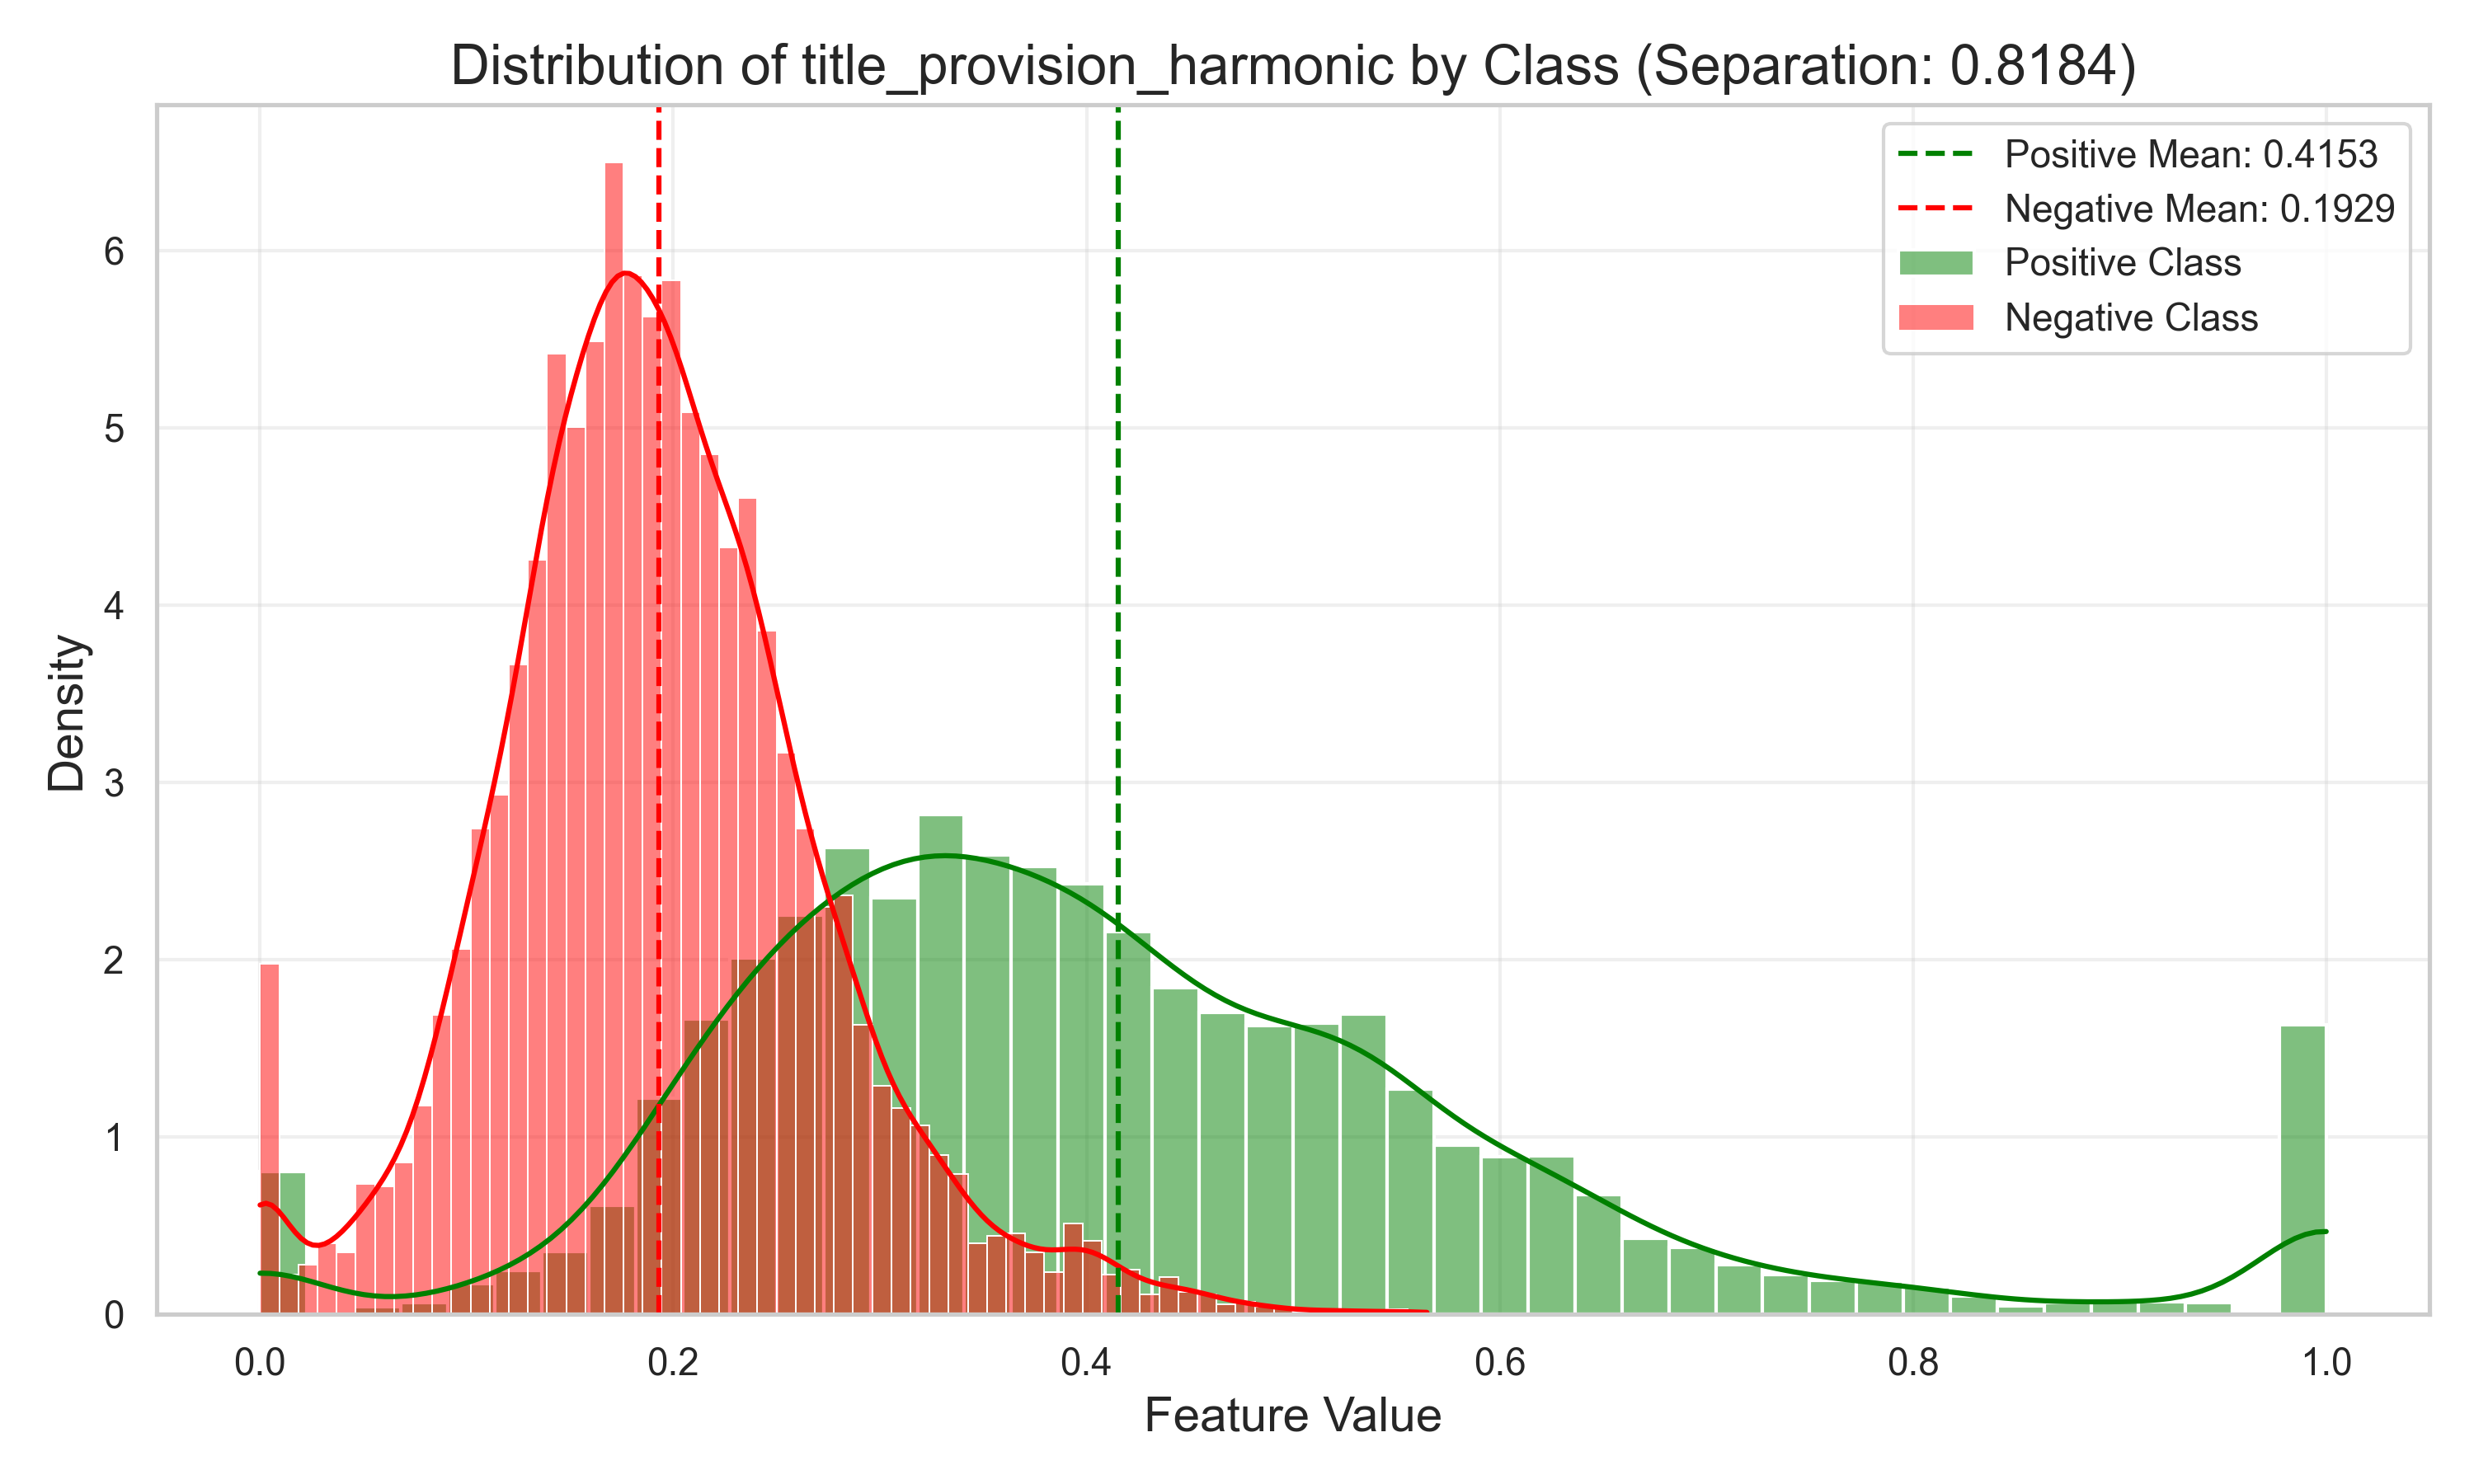 Distribution of title_provision_harmonic by Class (Separation: 0.8184)
Positive Mean: 0.4153
Negative Mean: 0.1929
Positive Class
Negative Class
Density
6
5
4
3
2
1
0
0.0 0.2 0.4 0.6 0.8 1.0
Feature Value